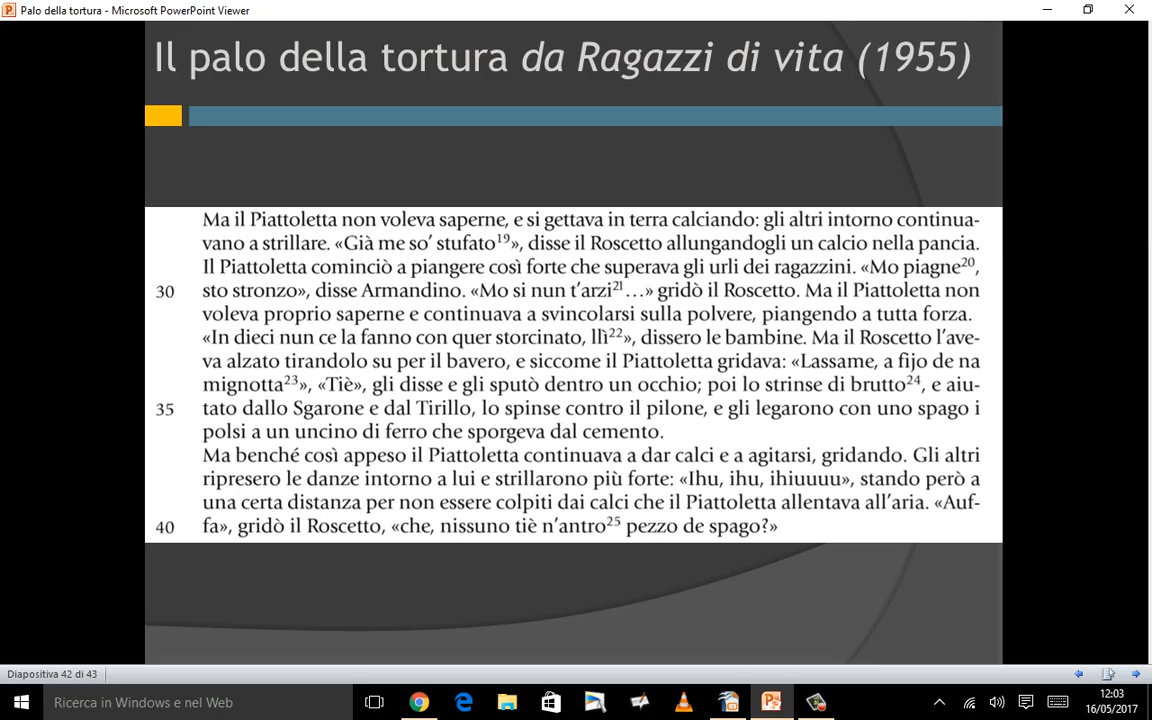 Palo della tortura - Microsoft PowerPoint Viewer
Il palo della tortura da Ragazzi di vita (1955)
Ma il Piattoletta non voleva saperne, e si gettava in terra calciando: gli altri intorno continua-
vano a strillare. «Già me so’ stufato19», disse il Roscetto allungandogli un calcio nella pancia.
Il Piattoletta cominciò a piangere così forte che superava gli urli dei ragazzini. «Mo piagne20,
30 sto stronzo», disse Armandino. «Mo si nun t’arzi21…» gridò il Roscetto. Ma il Piattoletta non
voleva proprio saperne e continuava a svincolarsi sulla polvere, piangendo a tutta forza.
«In dieci nun ce la fanno con quer storcinato, llì22», dissero le bambine. Ma il Roscetto l’ave-
va alzato tirandolo su per il bavero, e siccome il Piattoletta gridava: «Lassame, a fijo de na
mignotta23», «Tiè», gli disse e gli sputò dentro un occhio; poi lo strinse di brutto24, e aiu-
35 tato dallo Sgarone e dal Tirillo, lo spinse contro il pilone, e gli legarono con uno spago i
polsi a un uncino di ferro che sporgeva dal cemento.
Ma benché così appeso il Piattoletta continuava a dar calci e a agitarsi, gridando. Gli altri
ripresero le danze intorno a lui e strillarono più forte: «Ihu, ihu, ihiuuuu», stando però a
una certa distanza per non essere colpiti dai calci che il Piattoletta allentava all’aria. «Auf-
40 fa», gridò il Roscetto, «che, nissuno tiè n’antro25 pezzo de spago?»
Diapositiva 42 di 43
Ricerca in Windows e nel Web
12:03
16/05/2017